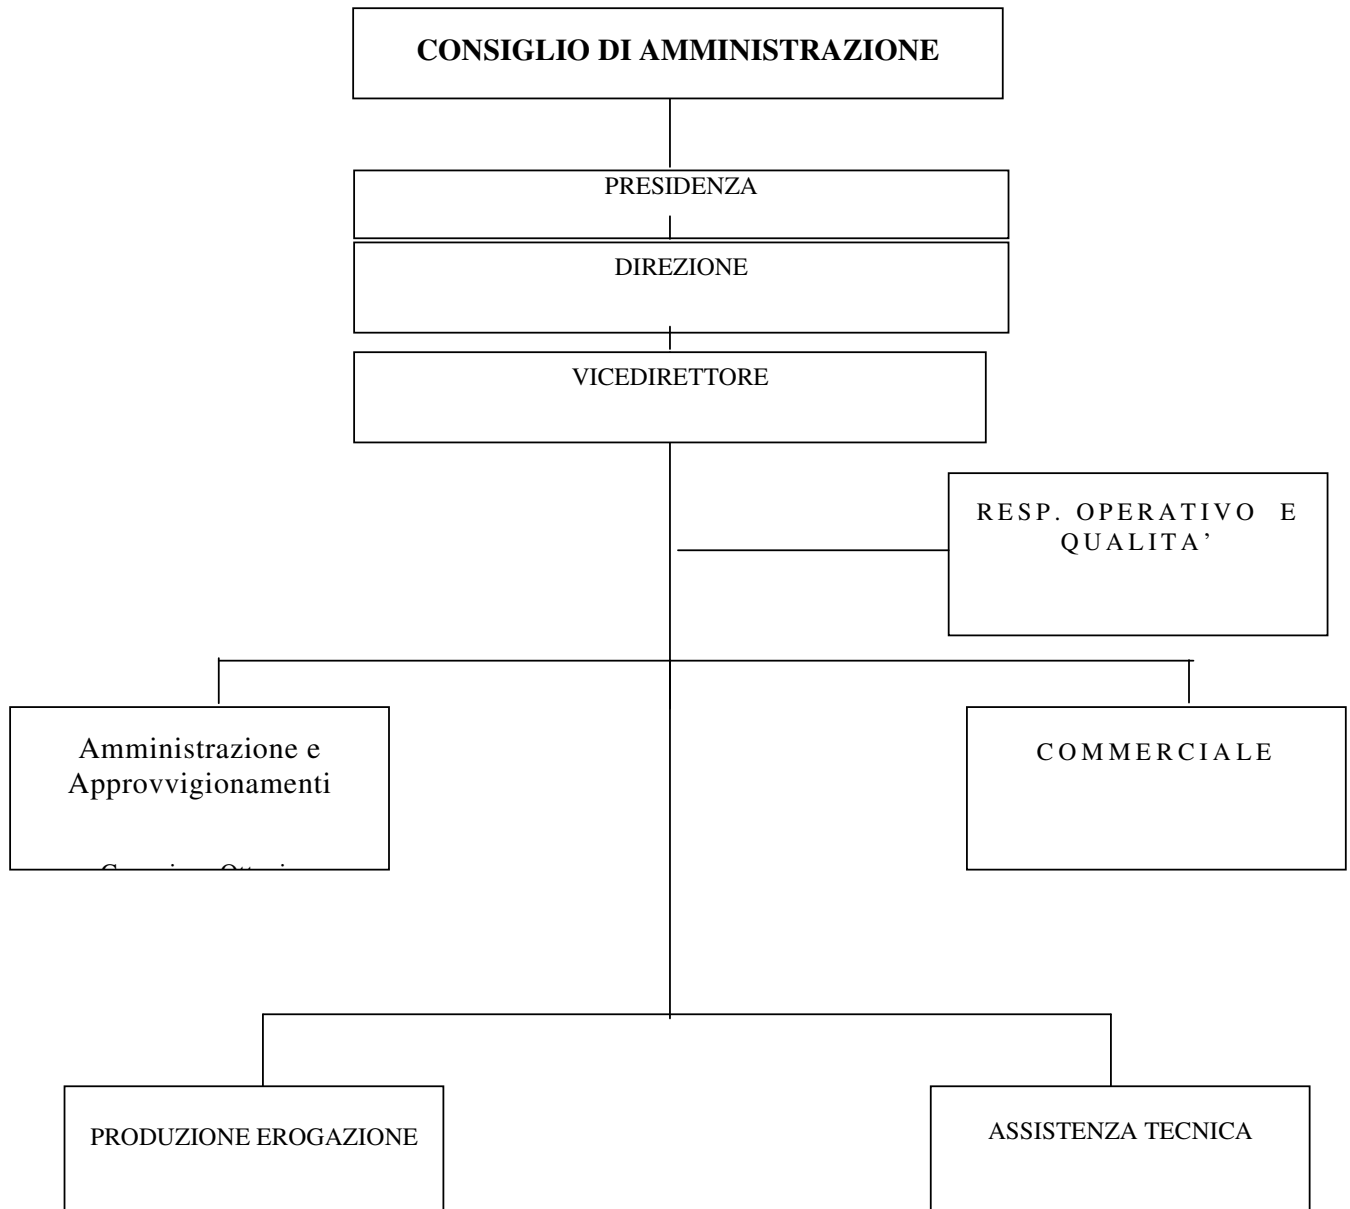 CONSIGLIO DI AMMINISTRAZIONE
PRESIDENZA
DIREZIONE
VICEDIRETTORE
RESP. OPERATIVO E
QUALITA’
Amministrazione e
Approvvigionamenti
COMMERCIALE
PRODUZIONE EROGAZIONE
ASSISTENZA TECNICA